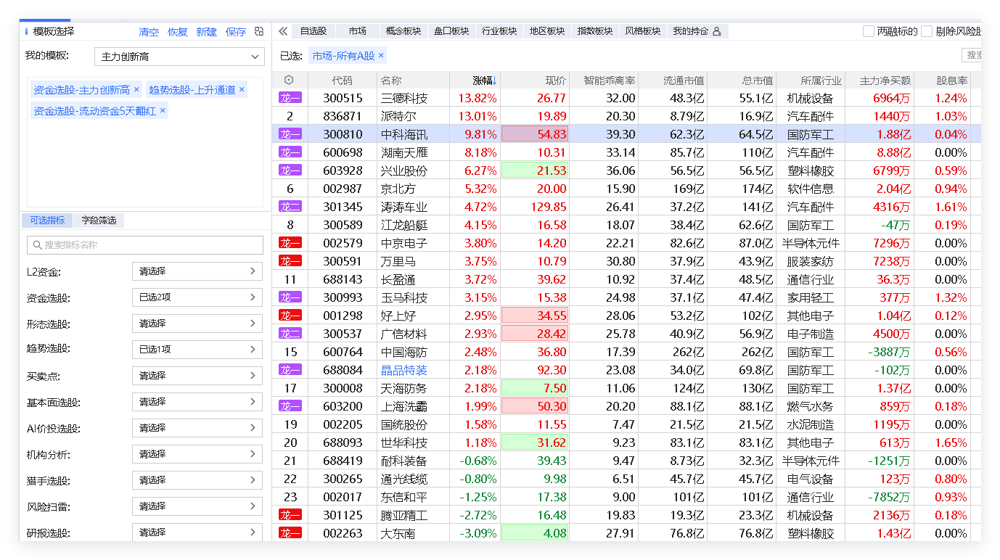 模板选择 清空 恢复 新建 保存
我的模板: 主力创新高
资金选股-主力创新高 × 趋势选股-上升通道 ×
资金选股-流动资金5天翻红 ×
可选指标 字段筛选
搜索指标名称
L2资金: 请选择
资金选股: 已选2项
形态选股: 请选择
趋势选股: 已选1项
买卖点: 请选择
基本面选股: 请选择
AI价投选股: 请选择
机构分析: 请选择
猎手选股: 请选择
风险扫雷: 请选择
研报选股: 请选择
自选股 市场 概念板块 盘口板块 行业板块 地区板块 指数板块 风格板块 我的持仓 两融标的 剔除风险股
已选: 市场-所有A股 × 搜索
代码 名称 涨幅↓ 现价 智能乖离率 流通市值 总市值 所属行业 主力净买额 股息率
龙一 300515 三德科技 13.82% 26.77 32.00 48.3亿 55.1亿 机械设备 6964万 1.24%
2 836871 派特尔 13.01% 19.89 20.30 8.79亿 16.9亿 汽车配件 1440万 1.03%
龙一 300810 中科海讯 9.81% 54.83 39.30 62.3亿 64.5亿 国防军工 1.88亿 0.04%
龙一 600698 湖南天雁 8.18% 10.31 33.14 85.7亿 110亿 汽车配件 8.88亿 0.00%
龙一 603928 兴业股份 6.27% 21.53 36.06 56.5亿 56.5亿 塑料橡胶 6799万 0.59%
6 002987 京北方 5.32% 20.00 15.90 169亿 174亿 软件信息 2.04亿 0.94%
龙二 301345 涛涛车业 4.72% 129.85 26.41 37.2亿 141亿 汽车配件 4316万 1.61%
8 300589 江龙船艇 4.15% 16.58 18.07 38.4亿 62.6亿 国防军工 -47万 0.19%
龙一 002579 中京电子 3.80% 14.20 22.21 82.6亿 87.0亿 半导体元件 7296万 0.00%
龙一 300591 万里马 3.75% 10.79 30.80 37.9亿 43.9亿 服装家纺 7238万 0.00%
11 688143 长盈通 3.72% 39.62 10.92 37.4亿 48.5亿 通信行业 36.3万 0.00%
龙一 300993 玉马科技 3.15% 15.38 24.98 37.1亿 47.4亿 家用轻工 377万 1.32%
龙一 001298 好上好 2.95% 34.55 28.06 53.2亿 102亿 其他电子 1.04亿 0.12%
龙二 300537 广信材料 2.93% 28.42 25.78 40.9亿 56.9亿 电子制造 4500万 0.00%
15 600764 中国海防 2.48% 36.80 17.39 262亿 262亿 国防军工 -3887万 0.56%
龙一 688084 晶品特装 2.18% 92.30 23.08 34.0亿 69.8亿 国防军工 -102万 0.00%
17 300008 天海防务 2.18% 7.50 11.06 124亿 130亿 国防军工 1.37亿 0.00%
龙一 603200 上海洗霸 1.99% 50.30 20.20 88.1亿 88.1亿 燃气水务 859万 0.18%
19 002205 国统股份 1.58% 11.55 7.47 21.5亿 21.5亿 水泥制造 1195万 0.00%
20 688093 世华科技 1.18% 31.62 9.23 83.1亿 83.1亿 其他电子 613万 1.65%
21 688419 耐科装备 -0.68% 39.43 9.47 8.73亿 32.3亿 半导体元件 -1251万 0.00%
22 300265 通光线缆 -0.80% 9.98 6.51 45.7亿 45.7亿 电气设备 123万 0.80%
23 002017 东信和平 -1.25% 17.38 9.00 101亿 101亿 通信行业 -7852万 0.93%
龙一 301125 腾亚精工 -2.72% 16.48 19.83 19.3亿 23.3亿 机械设备 2136万 0.18%
龙一 002263 大东南 -3.09% 4.08 27.91 76.8亿 76.8亿 塑料橡胶 1.43亿 0.00%